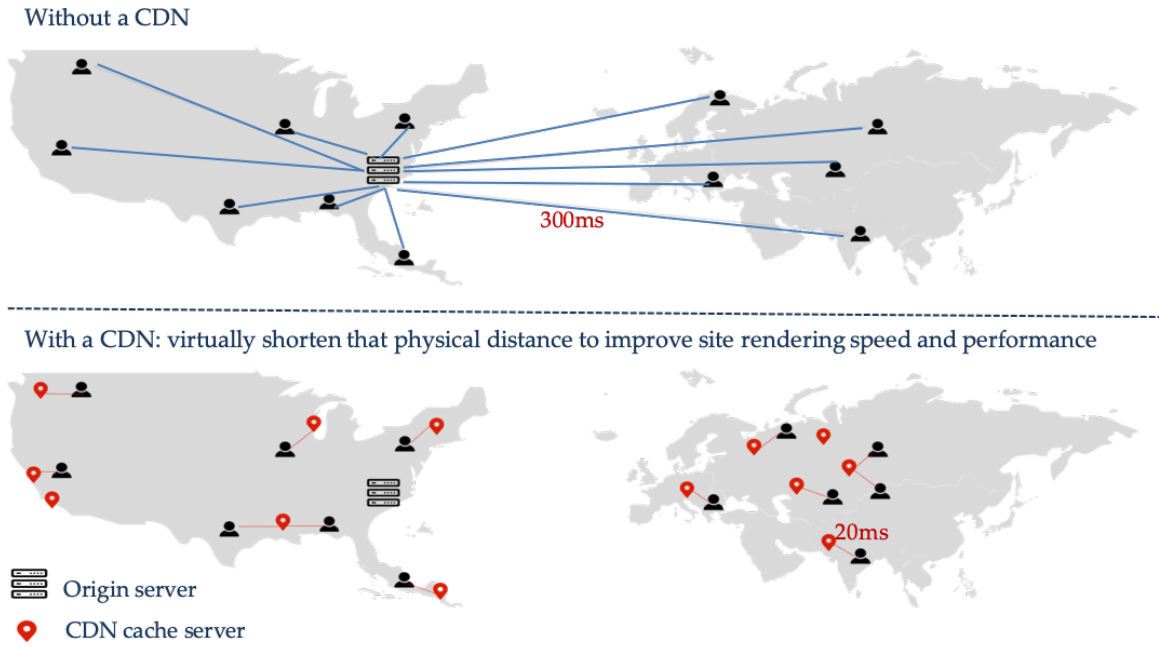 Without a CDN
300ms
With a CDN: virtually shorten that physical distance to improve site rendering speed and performance
20ms
Origin server
CDN cache server